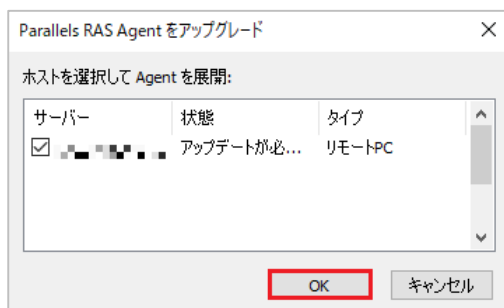 Parallels RAS Agent をアップグレード
ホストを選択して Agent を展開:
サーバー 状態 タイプ
アップデートが必... リモートPC
OK キャンセル